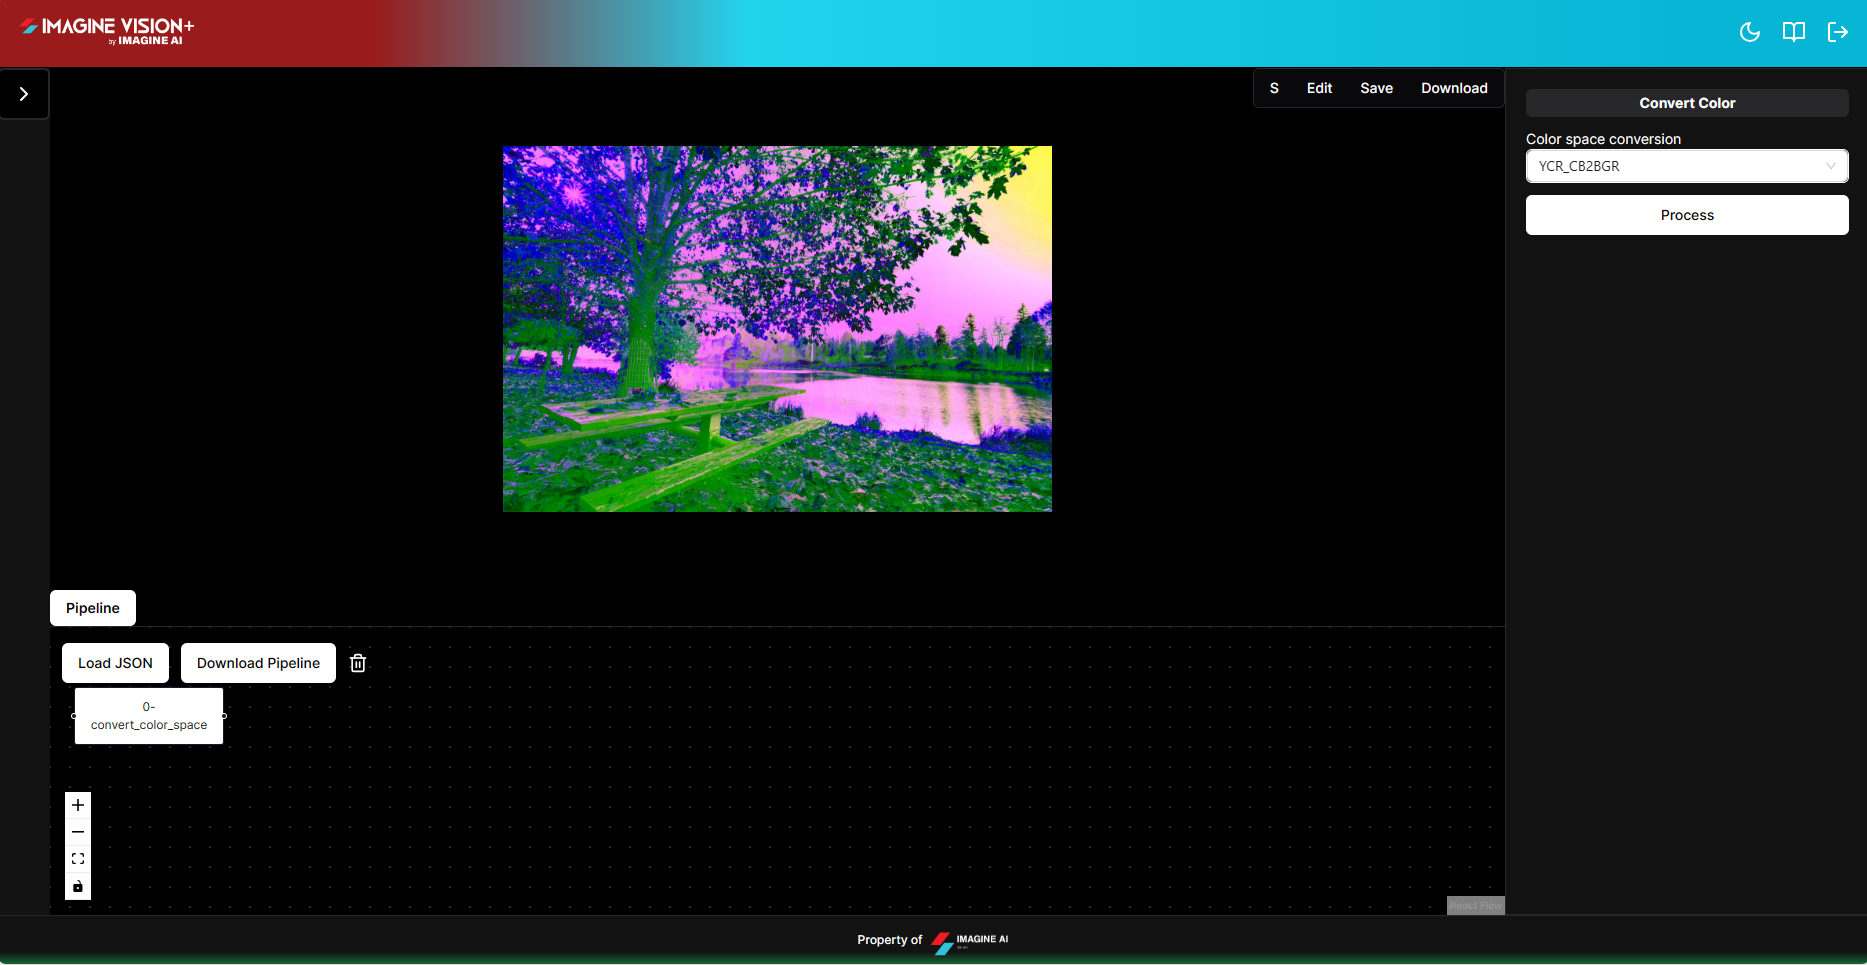 IMAGINE VISION+
by IMAGINE AI
S Edit Save Download
Convert Color
Color space conversion
YCR_CB2BGR
Process
Pipeline
Load JSON Download Pipeline
0-
convert_color_space
React Flow
Property of IMAGINE AI